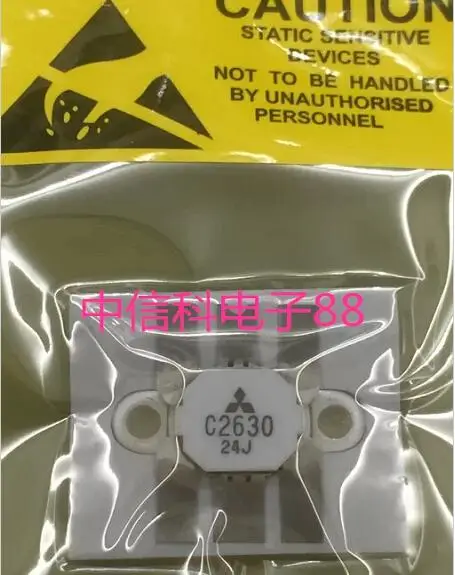 CAUTION
STATIC SENSITIVE
DEVICES
NOT TO BE HANDLED
BY UNAUTHORISED
PERSONNEL
中信科电子88
C2630
24J